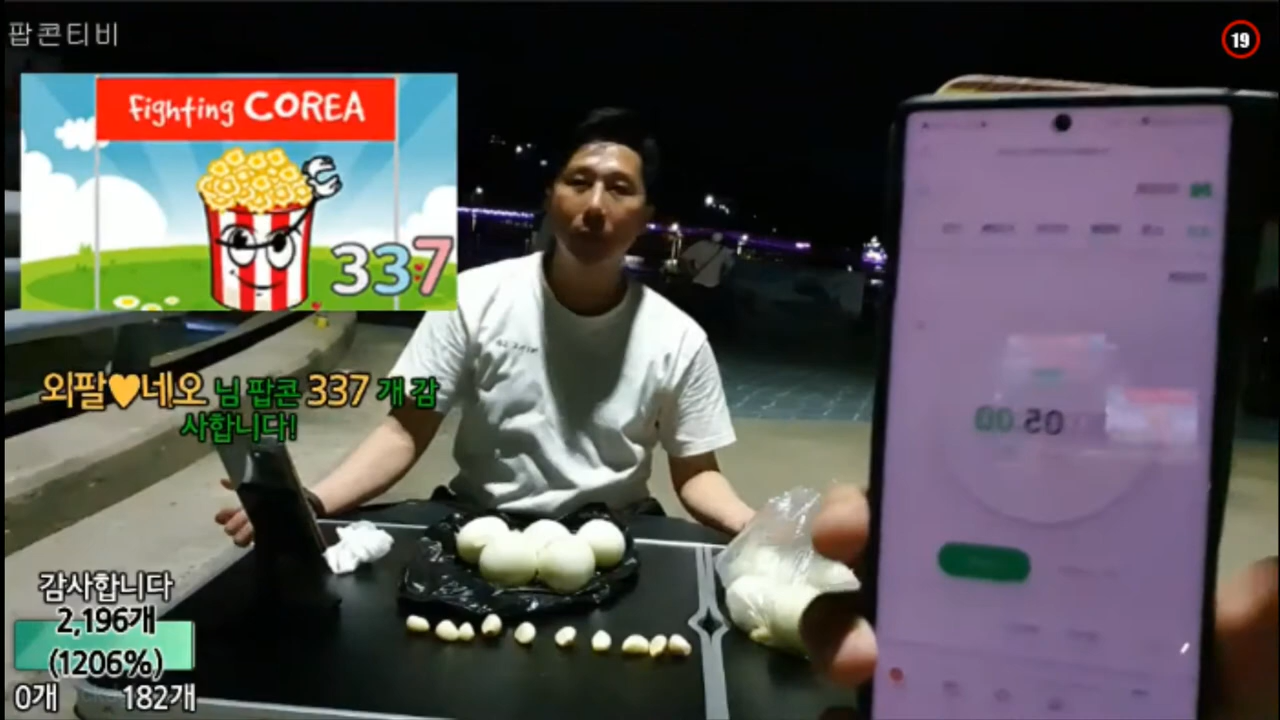 팝콘티비
19
Fighting COREA
337
외팔♥네오 님 팝콘 337 개 감
사합니다!
05 00
감사합니다
2,196개
(1206%)
0개 182개